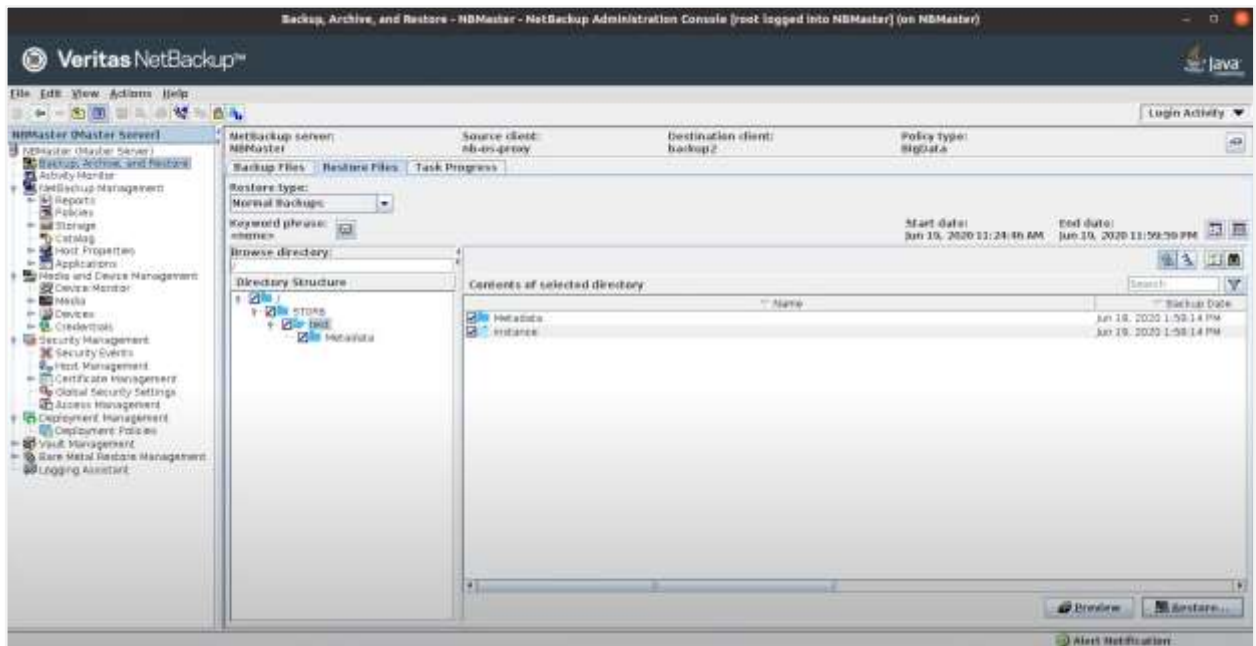 Backup, Archive, and Restore - NBMaster - NetBackup Administration Console [root logged into NBMaster] (on NBMaster)
Veritas NetBackup™
Java
File Edit View Actions Help
Login Activity
NBMaster (Master Server)
NBMaster (Master Server)
Backup, Archive, and Restore
Activity Monitor
NetBackup Management
Reports
Policies
Storage
Catalog
Host Properties
Applications
Media and Device Management
Device Monitor
Media
Devices
Credentials
Security Management
Security Events
Host Management
Certificate Management
Global Security Settings
Access Management
Deployment Management
Deployment Policies
Vault Management
Bare Metal Restore Management
Logging Assistant
NetBackup server: Source client: Destination client: Policy type:
NBMaster nb-os-proxy backup2 BigData
Backup Files Restore Files Task Progress
Restore type:
Normal Backups
Keyword phrase: Start date: End date:
<none> Jun 19, 2020 11:24:46 AM Jun 19, 2020 11:59:59 PM
Browse directory:
/
Directory Structure Contents of selected directory Search
/ Name Backup Date
STORE Metadata Jun 19, 2020 1:50:14 PM
test instance Jun 19, 2020 1:50:14 PM
Metadata
Preview Restore...
Alert Notification